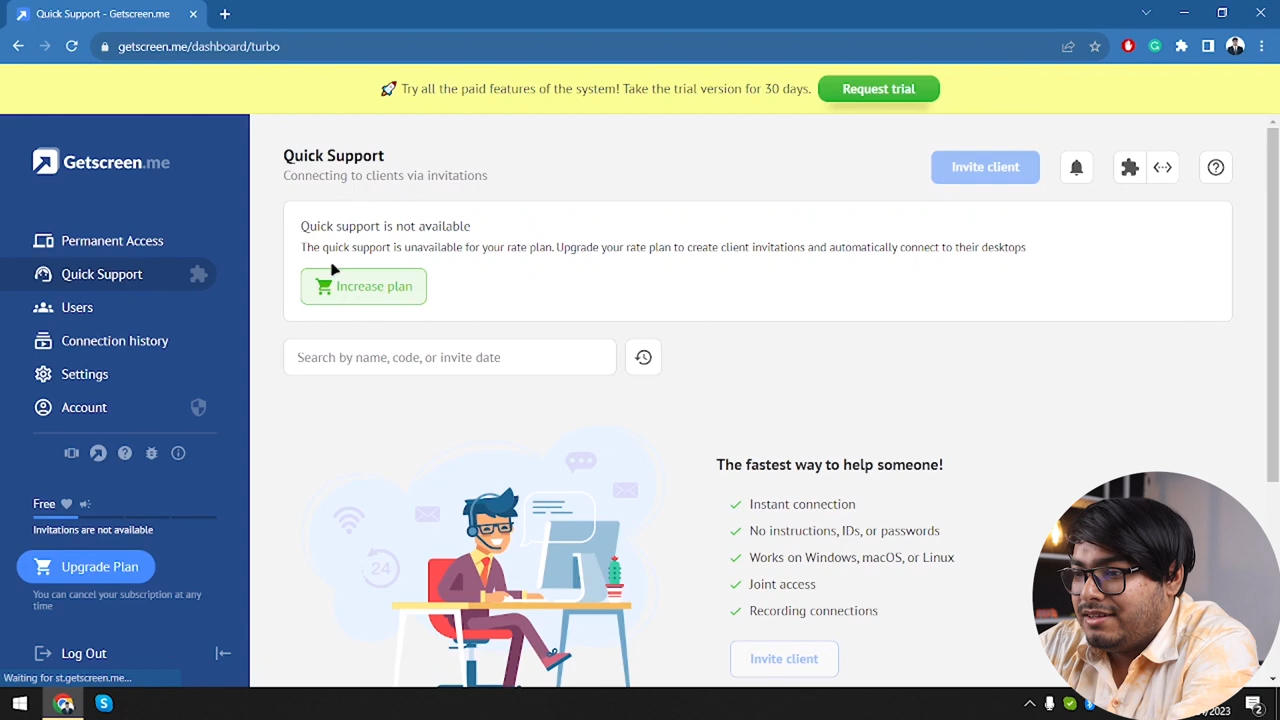 Quick Support - Getscreen.me
getscreen.me/dashboard/turbo
🚀 Try all the paid features of the system! Take the trial version for 30 days.
Request trial
Getscreen.me
Permanent Access
Quick Support
Users
Connection history
Settings
Account
Free
Invitations are not available
Upgrade Plan
You can cancel your subscription at any
time
Log Out
Waiting for st.getscreen.me...
Quick Support
Connecting to clients via invitations
Invite client
Quick support is not available
The quick support is unavailable for your rate plan. Upgrade your rate plan to create client invitations and automatically connect to their desktops
Increase plan
Search by name, code, or invite date
24
The fastest way to help someone!
Instant connection
No instructions, IDs, or passwords
Works on Windows, macOS, or Linux
Joint access
Recording connections
Invite client
/2023
2